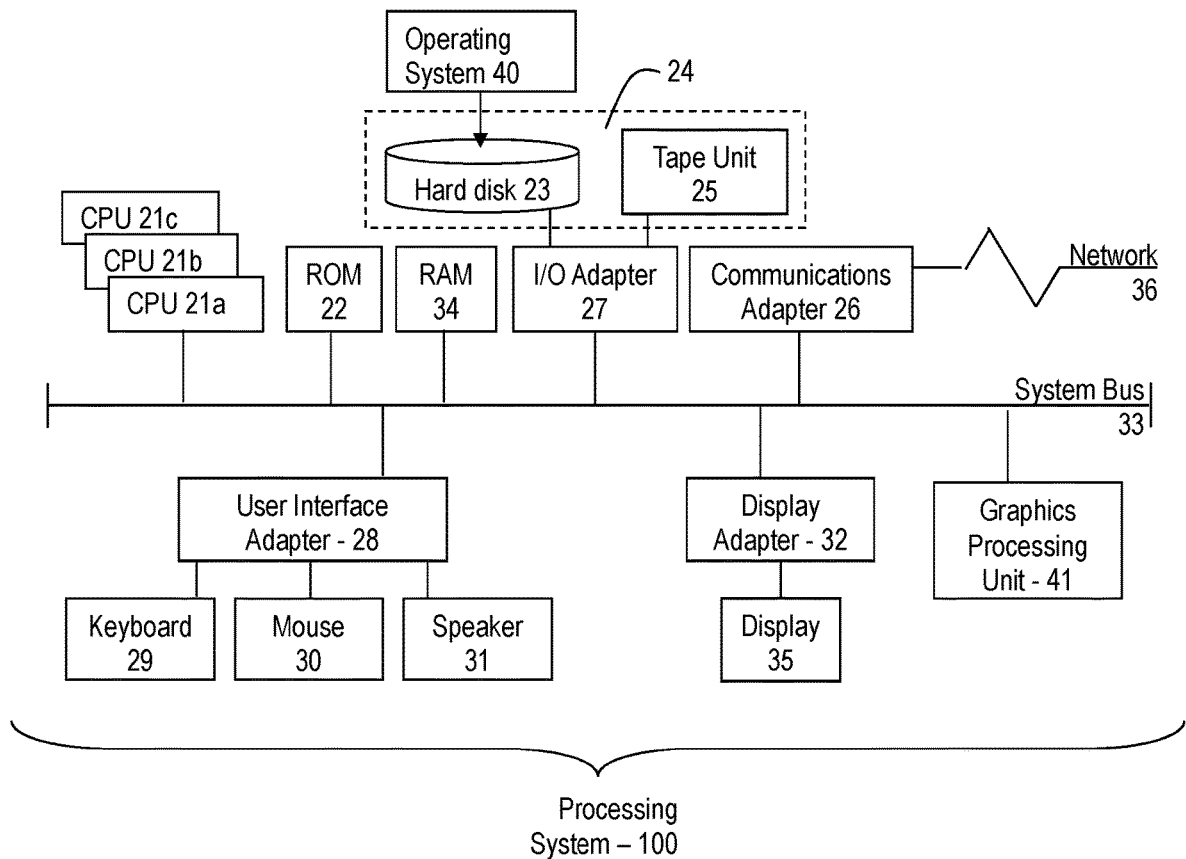 Operating
System 40
24
Hard disk 23
Tape Unit
25
CPU 21c
CPU 21b
CPU 21a
ROM
22
RAM
34
I/O Adapter
27
Communications
Adapter 26
Network
36
System Bus
33
User Interface
Adapter - 28
Display
Adapter - 32
Graphics
Processing
Unit - 41
Keyboard
29
Mouse
30
Speaker
31
Display
35
Processing
System – 100